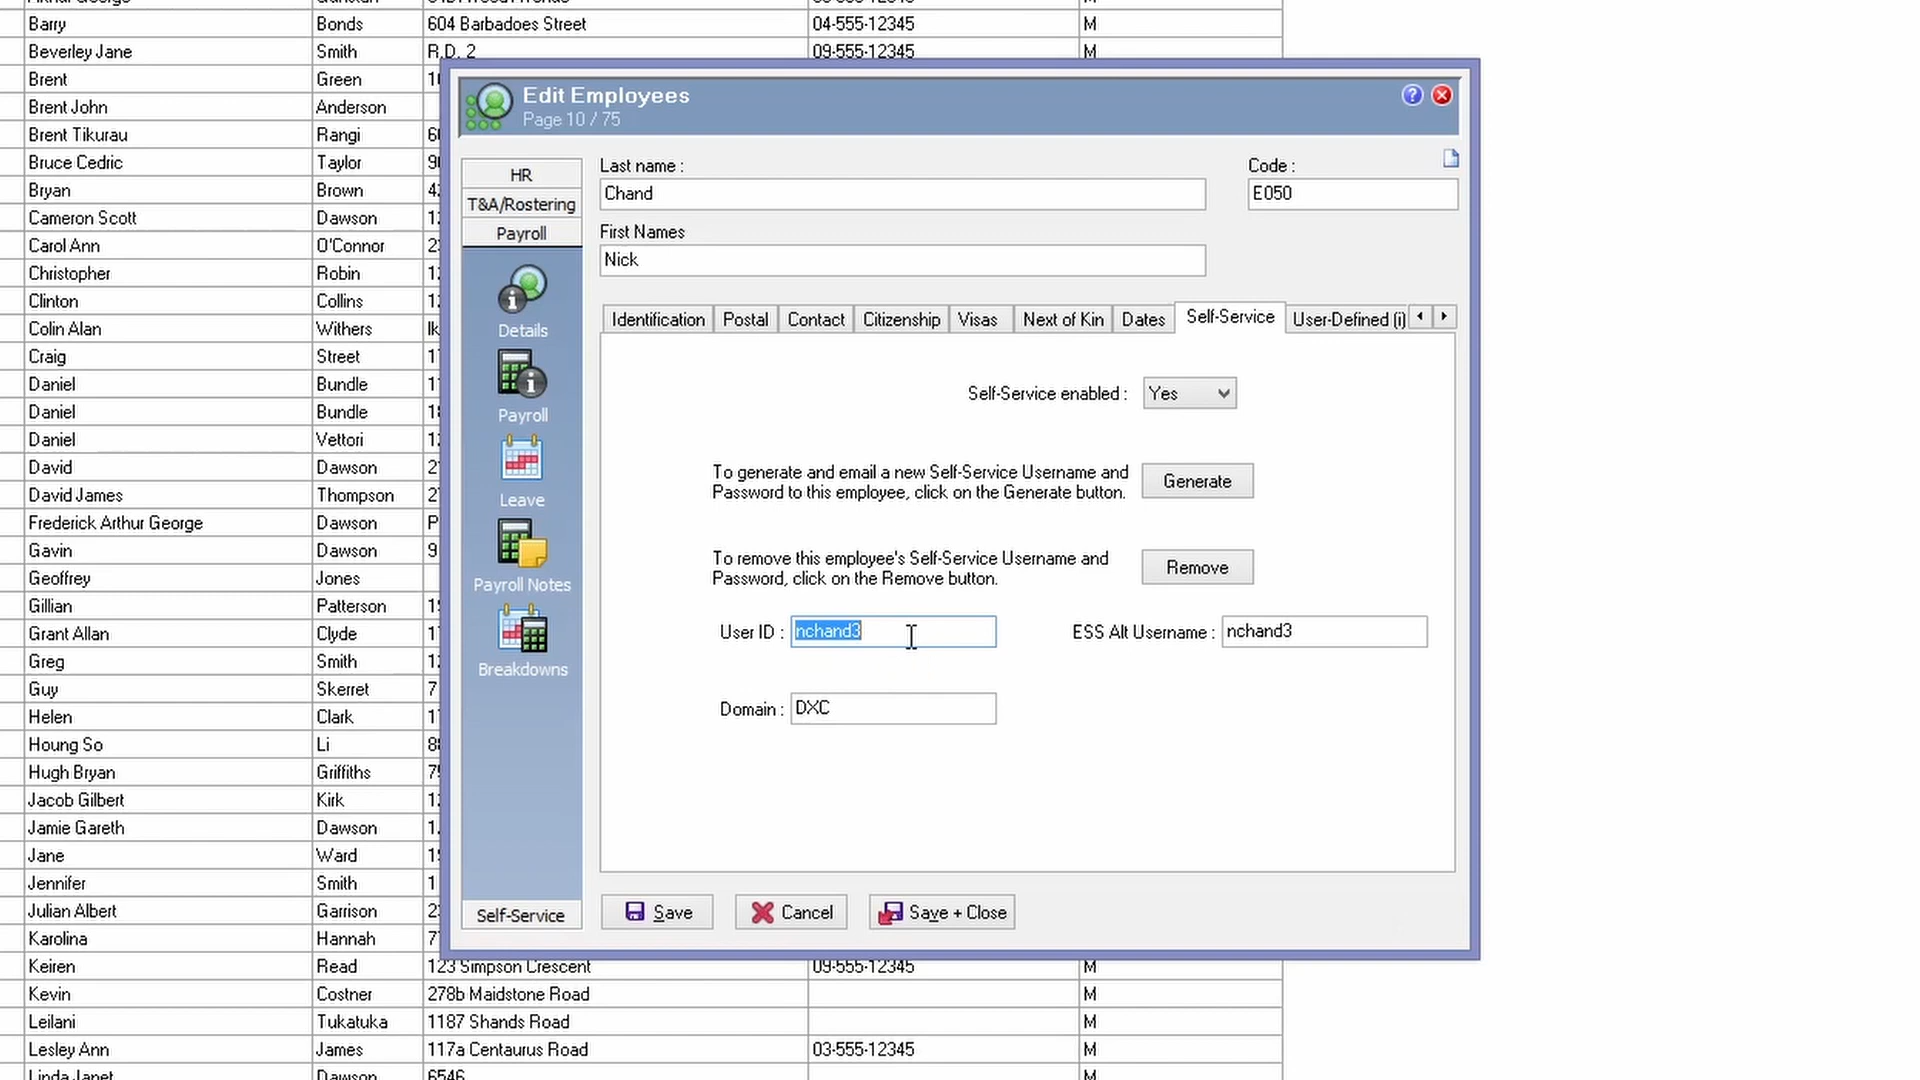 Barry Bonds 604 Barbadoes Street 04-555-12345 M
Beverley Jane Smith R.D. 2 09-555-12345 M
Brent Green
Brent John Anderson
Brent Tikurau Rangi
Bruce Cedric Taylor
Bryan Brown
Cameron Scott Dawson
Carol Ann O'Connor
Christopher Robin
Clinton Collins
Colin Alan Withers
Craig Street
Daniel Bundle
Daniel Bundle
Daniel Vettori
David Dawson
David James Thompson
Frederick Arthur George Dawson
Gavin Dawson
Geoffrey Jones
Gillian Patterson
Grant Allan Clyde
Greg Smith
Guy Skerret
Helen Clark
Houng So Li
Hugh Bryan Griffiths
Jacob Gilbert Kirk
Jamie Gareth Dawson
Jane Ward
Jennifer Smith
Julian Albert Garrison
Karolina Hannah
Keiren Read 123 Simpson Crescent 09-555-12345 M
Kevin Costner 278b Maidstone Road M
Leilani Tukatuka 1187 Shands Road M
Lesley Ann James 117a Centaurus Road 03-555-12345 M
Linda Janet Dawson 6546
Edit Employees
Page 10 / 75
?
HR
T&A/Rostering
Payroll
Details
Payroll
Leave
Payroll Notes
Breakdowns
Self-Service
Last name :
Chand
Code :
E050
First Names
Nick
Identification Postal Contact Citizenship Visas Next of Kin Dates Self-Service User-Defined (i)
Self-Service enabled : Yes
To generate and email a new Self-Service Username and
Password to this employee, click on the Generate button.
Generate
To remove this employee's Self-Service Username and
Password, click on the Remove button.
Remove
User ID : nchand3 ESS Alt Username : nchand3
Domain : DXC
Save Cancel Save + Close